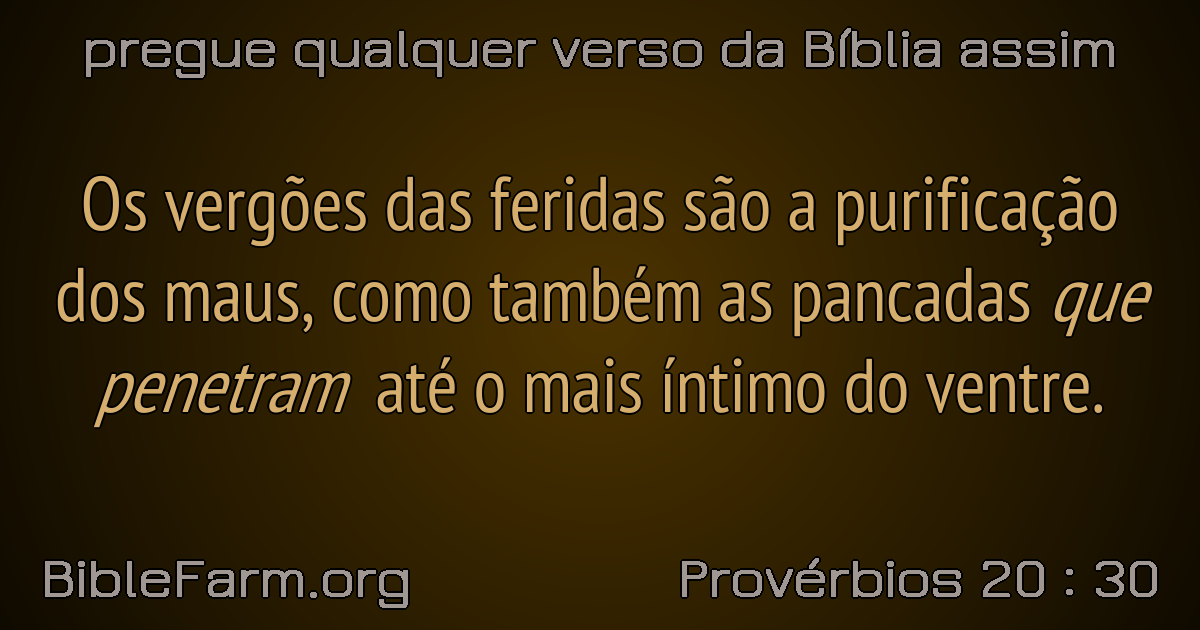 pregue qualquer verso da Bíblia assim
Os vergões das feridas são a purificação
dos maus, como também as pancadas que
penetram até o mais íntimo do ventre.
BibleFarm.org
Provérbios 20 : 30